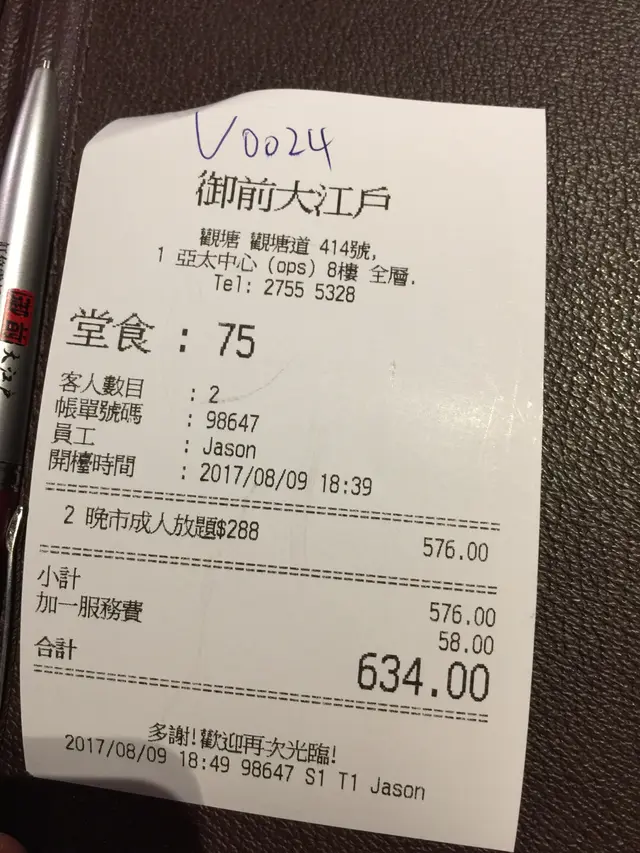 V0024
御前大江戶
觀塘 觀塘道 414號,
1 亞太中心 (ops) 8樓 全層.
Tel: 2755 5328
堂食 : 75
客人數目 : 2
帳單號碼 : 98647
員工 : Jason
開檯時間 : 2017/08/09 18:39
2 晚市成人放題$288 576.00
小計 576.00
加一服務費 58.00
合計 634.00
多謝!歡迎再次光臨!
2017/08/09 18:49 98647 S1 T1 Jason
御前大江戶